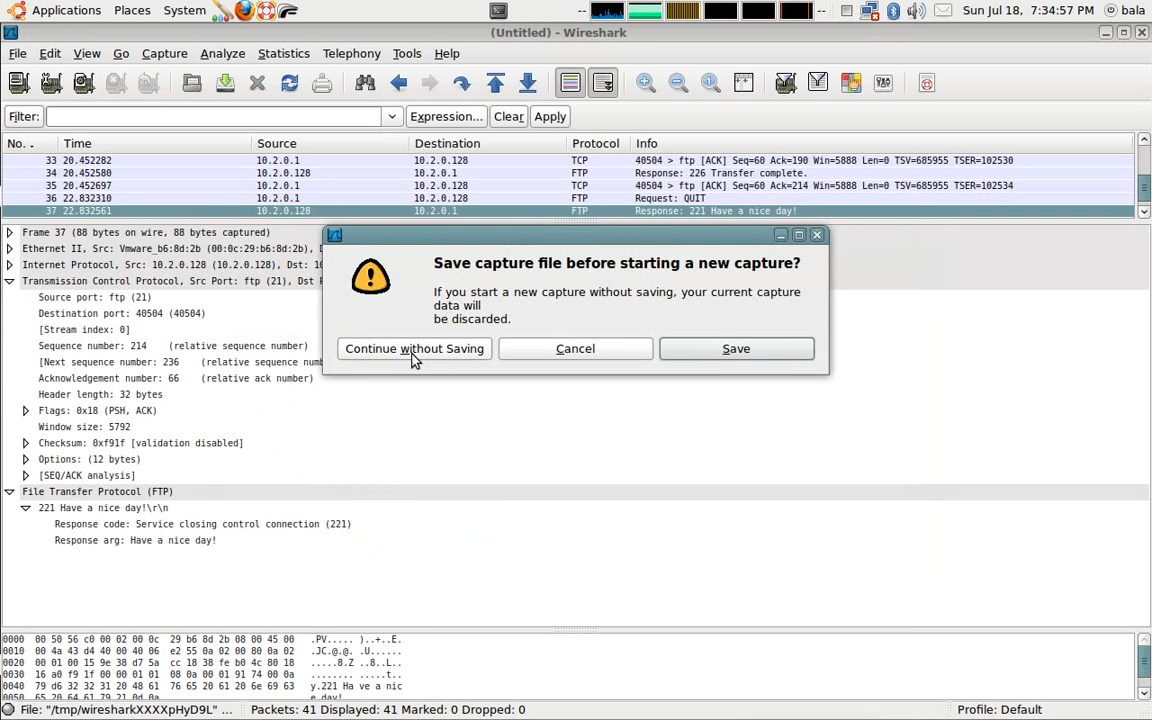 Applications Places System -- -- Sun Jul 18, 7:34:57 PM bala
(Untitled) - Wireshark
File Edit View Go Capture Analyze Statistics Telephony Tools Help
Filter: Expression... Clear Apply
No. . Time Source Destination Protocol Info
33 20.452282 10.2.0.1 10.2.0.128 TCP 40504 > ftp [ACK] Seq=60 Ack=190 Win=5888 Len=0 TSV=685955 TSER=102530
34 20.452580 10.2.0.128 10.2.0.1 FTP Response: 226 Transfer complete.
35 20.452697 10.2.0.1 10.2.0.128 TCP 40504 > ftp [ACK] Seq=60 Ack=214 Win=5888 Len=0 TSV=685955 TSER=102534
36 22.832310 10.2.0.1 10.2.0.128 FTP Request: QUIT
37 22.832561 10.2.0.128 10.2.0.1 FTP Response: 221 Have a nice day!
Frame 37 (88 bytes on wire, 88 bytes captured)
Ethernet II, Src: Vmware_b6:8d:2b (00:0c:29:b6:8d:2b),
Internet Protocol, Src: 10.2.0.128 (10.2.0.128), Dst: 10
Transmission Control Protocol, Src Port: ftp (21), Dst P
Source port: ftp (21)
Destination port: 40504 (40504)
[Stream index: 0]
Sequence number: 214 (relative sequence number)
[Next sequence number: 236 (relative sequence num
Acknowledgement number: 66 (relative ack number)
Header length: 32 bytes
Flags: 0x18 (PSH, ACK)
Window size: 5792
Checksum: 0xf91f [validation disabled]
Options: (12 bytes)
[SEQ/ACK analysis]
File Transfer Protocol (FTP)
221 Have a nice day!\r\n
Response code: Service closing control connection (221)
Response arg: Have a nice day!
Save capture file before starting a new capture?
If you start a new capture without saving, your current capture
data will
be discarded.
Continue without Saving Cancel Save
0000 00 50 56 c0 00 02 00 0c 29 b6 8d 2b 08 00 45 00 .PV..... )..+..E.
0010 00 4a 43 d4 40 00 40 06 e2 55 0a 02 00 80 0a 02 .JC.@.@. .U......
0020 00 01 00 15 9e 38 d7 5a cc 18 38 fe b0 4c 80 18 .....8.Z ..8..L..
0030 16 a0 f9 1f 00 00 01 01 08 0a 00 01 91 74 00 0a ........ .....t..
0040 79 d6 32 32 31 20 48 61 76 65 20 61 20 6e 69 63 y.221 Ha ve a nic
0050 65 20 64 61 79 21 0d 0a e day!..
File: "/tmp/wiresharkXXXXpHyD9L" ... Packets: 41 Displayed: 41 Marked: 0 Dropped: 0 Profile: Default